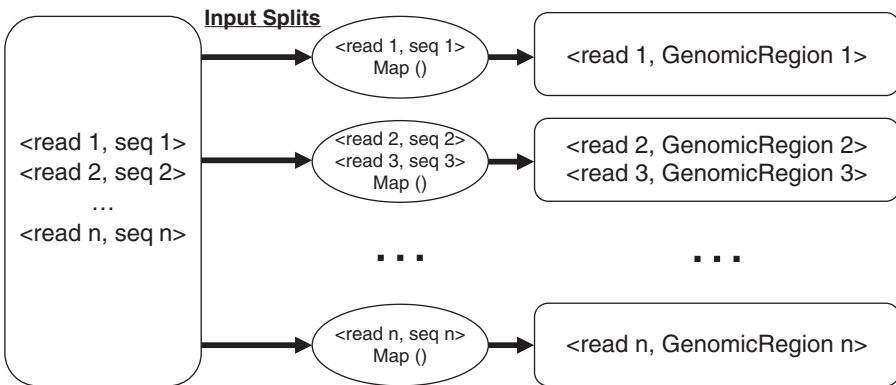 Input Splits
<read 1, seq 1>
<read 2, seq 2>
...
<read n, seq n>
<read 1, seq 1>
Map ()
<read 1, GenomicRegion 1>
<read 2, seq 2>
<read 3, seq 3>
Map ()
<read 2, GenomicRegion 2>
<read 3, GenomicRegion 3>
...
...
<read n, seq n>
Map ()
<read n, GenomicRegion n>